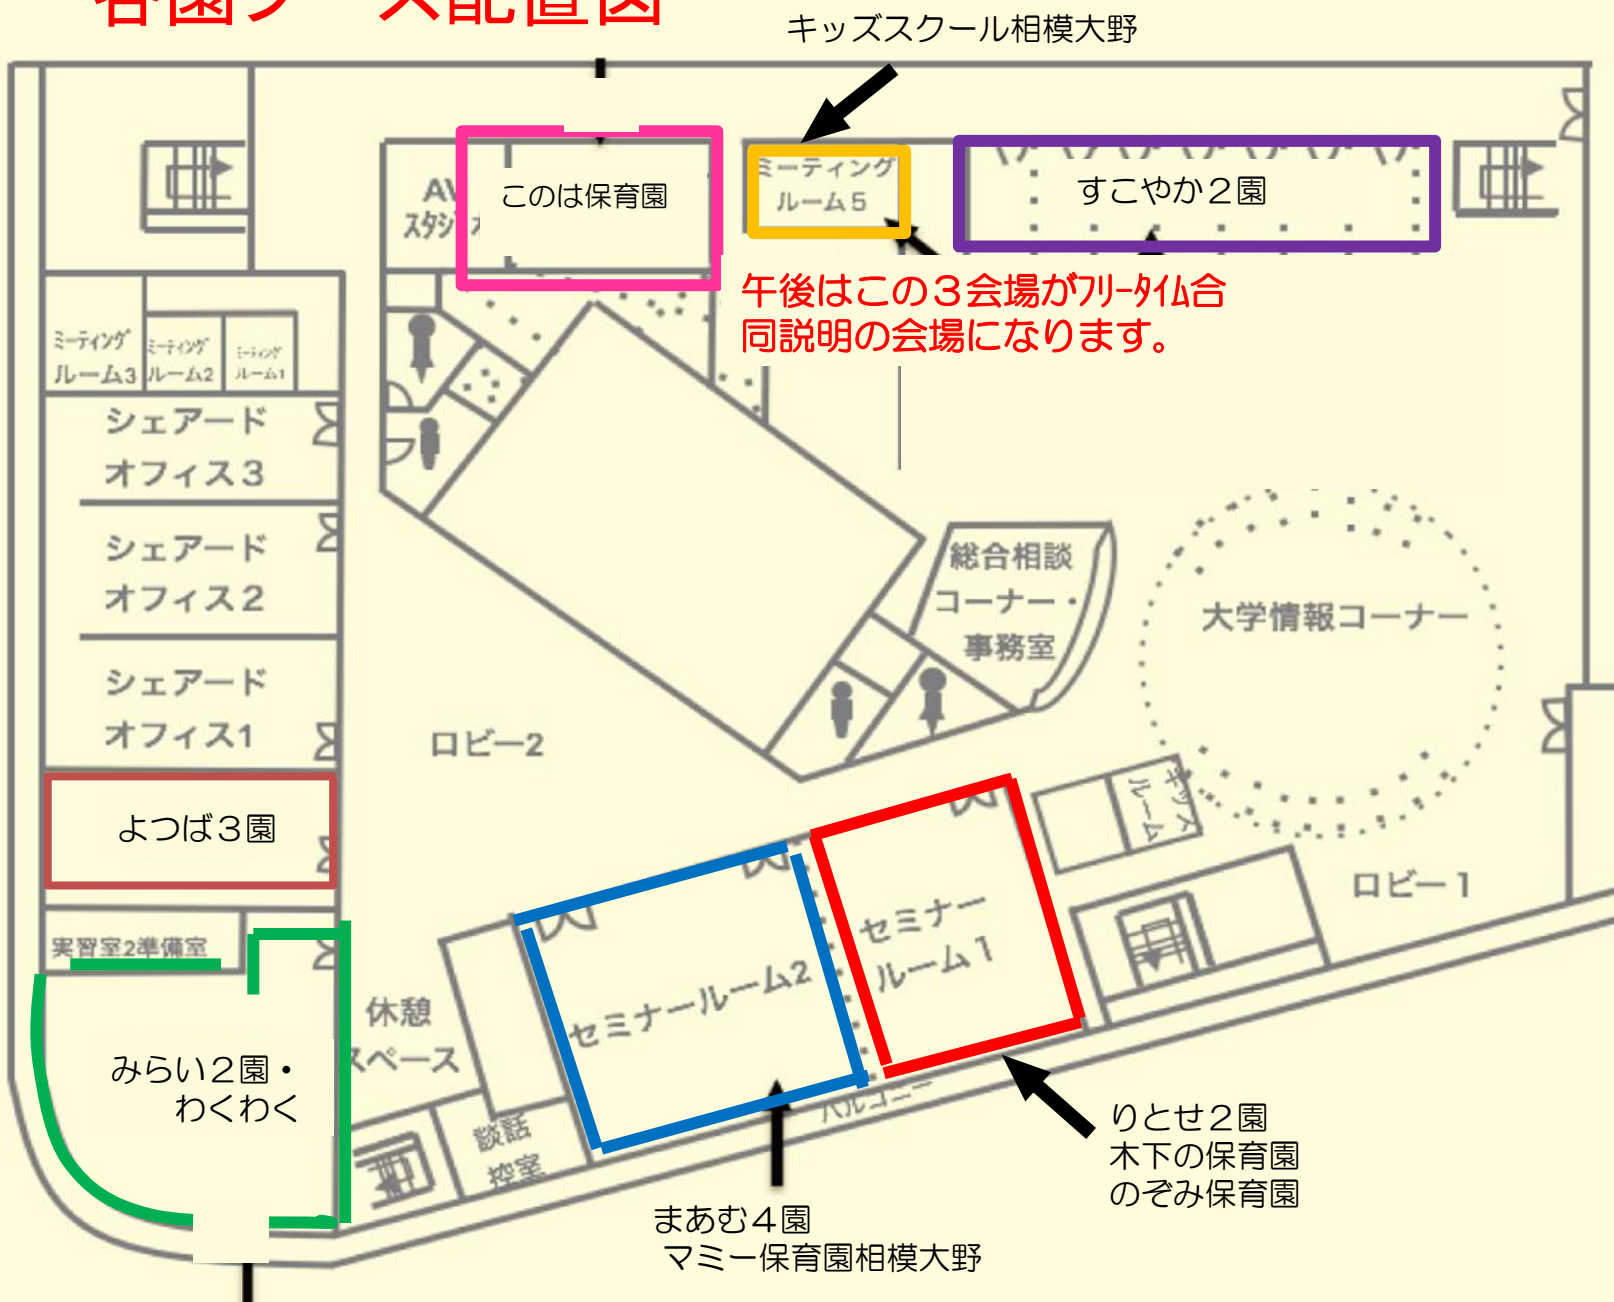 各園ブース配置図
キッズスクール相模大野
AV
スタジオ
このは保育園
ミーティング
ルーム5
すこやか２園
午後はこの３会場がﾌﾘｰﾀｲﾑ合
同説明の会場になります。
ミーティング
ルーム3
ミーティング
ルーム2
ミーティング
ルーム1
シェアード
オフィス3
シェアード
オフィス2
シェアード
オフィス1
総合相談
コーナー・
事務室
大学情報コーナー
ロビー2
キッズ
ルーム
よつば３園
ロビー1
セミナー
ルーム1
実習室2準備室
セミナールーム2
休憩
スペース
みらい２園・
わくわく
バルコニー
談話
控室
りとせ２園
木下の保育園
のぞみ保育園
まあむ４園
マミー保育園相模大野